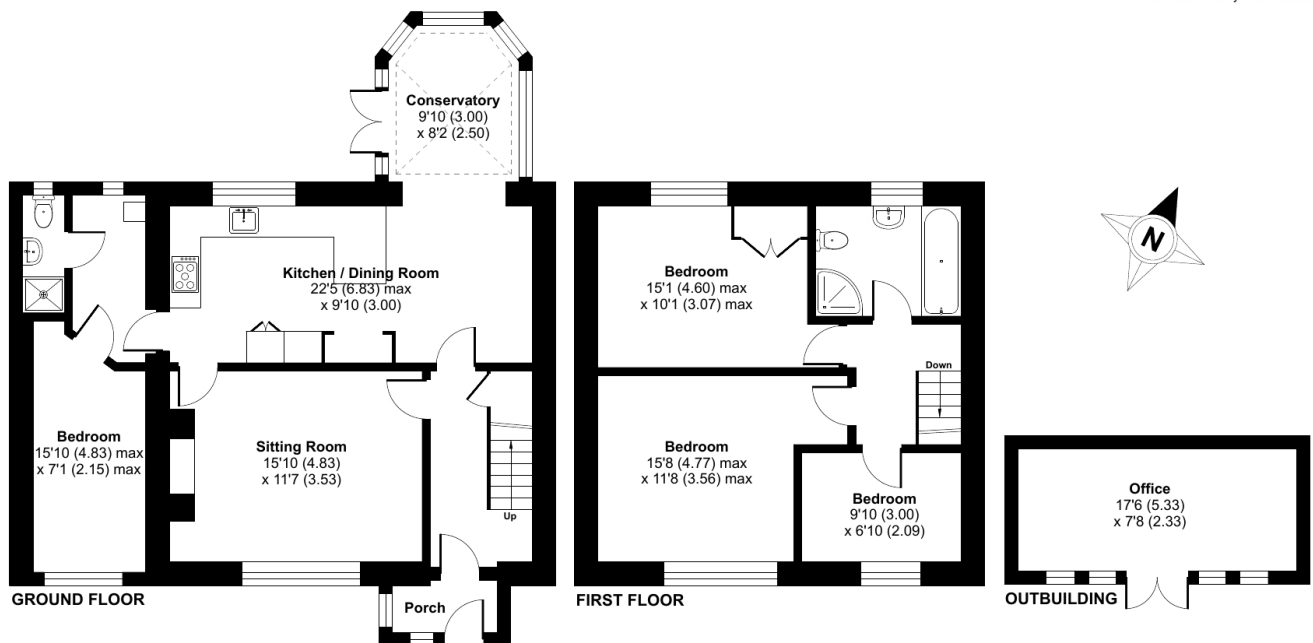 Conservatory
9'10 (3.00)
x 8'2 (2.50)
Kitchen / Dining Room
22'5 (6.83) max
x 9'10 (3.00)
Bedroom
15'10 (4.83) max
x 7'1 (2.15) max
Sitting Room
15'10 (4.83)
x 11'7 (3.53)
Up
Porch
GROUND FLOOR
Bedroom
15'1 (4.60) max
x 10'1 (3.07) max
Down
Bedroom
15'8 (4.77) max
x 11'8 (3.56) max
Bedroom
9'10 (3.00)
x 6'10 (2.09)
FIRST FLOOR
N
Office
17'6 (5.33)
x 7'8 (2.33)
OUTBUILDING